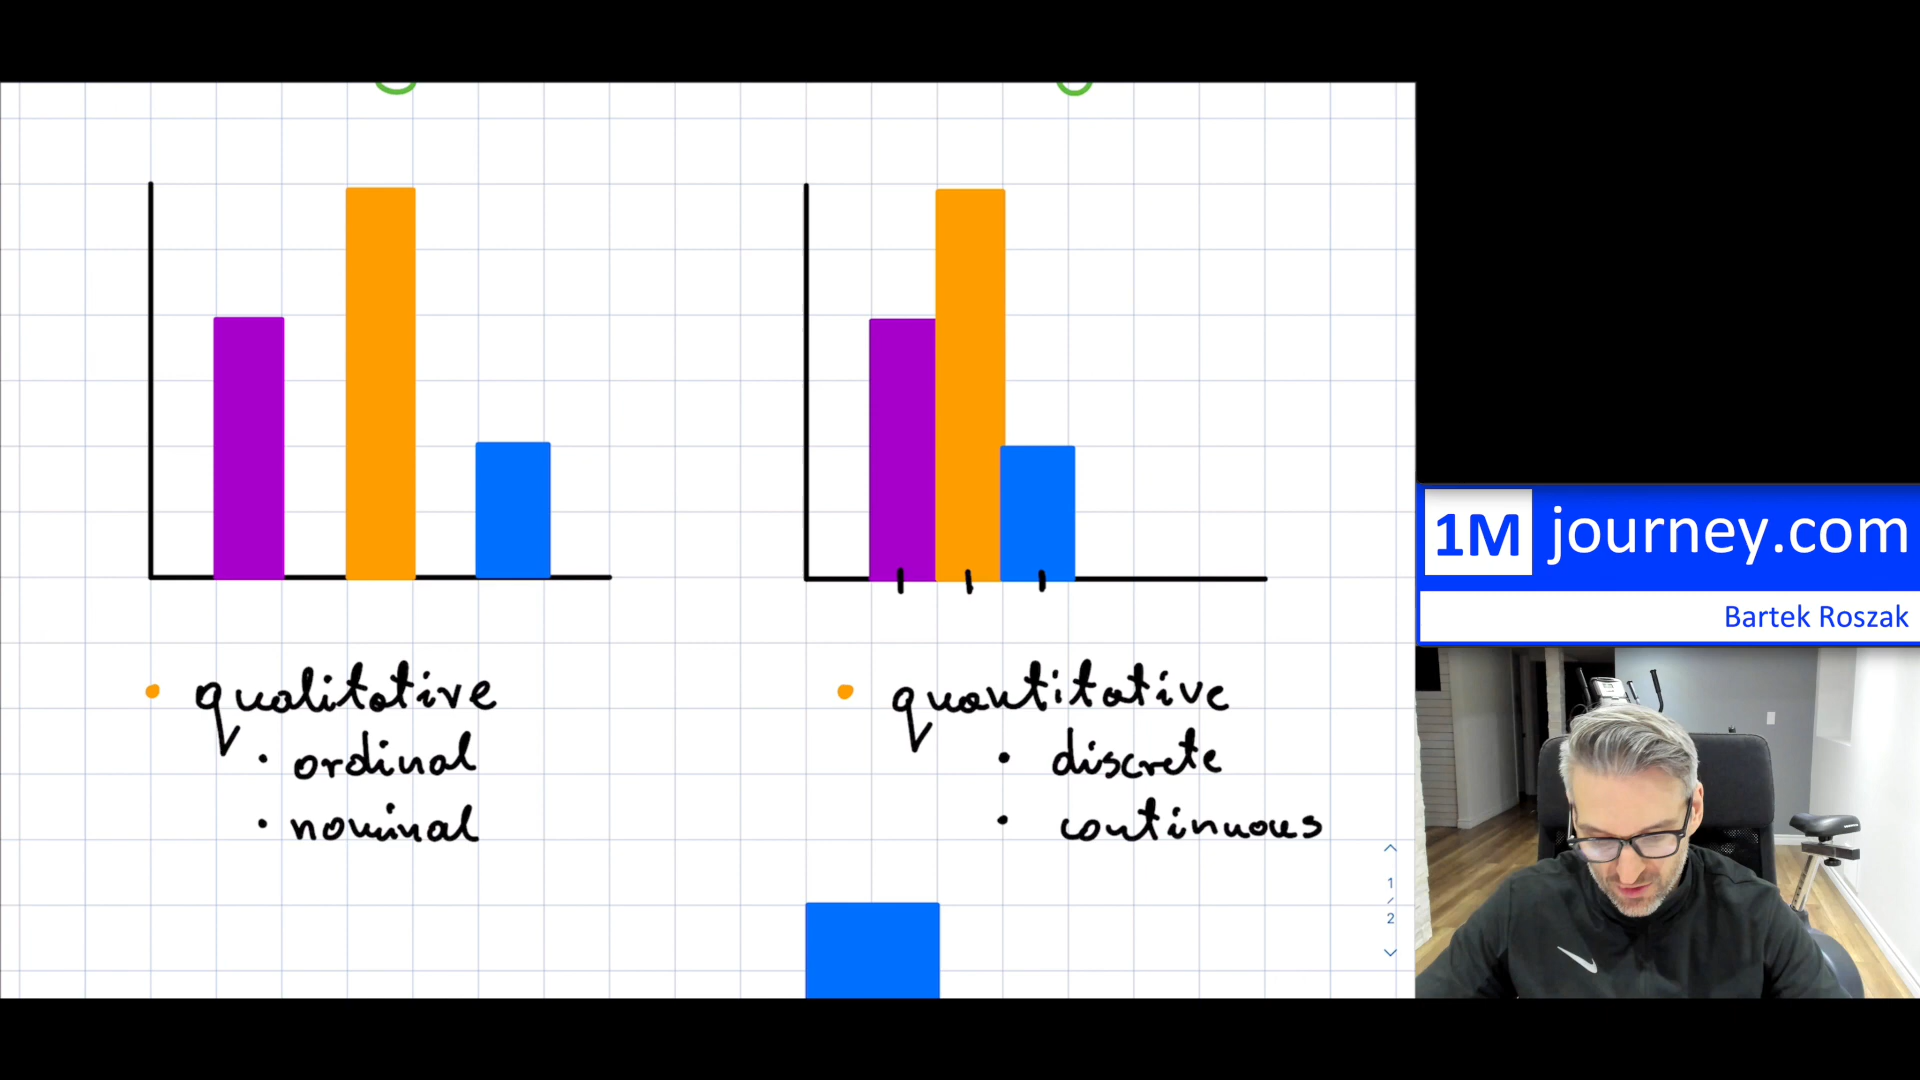 • qualitative
• ordinal
• nominal
• quantitative
• discrete
• continuous
1
/
2
1M journey.com
Bartek Roszak